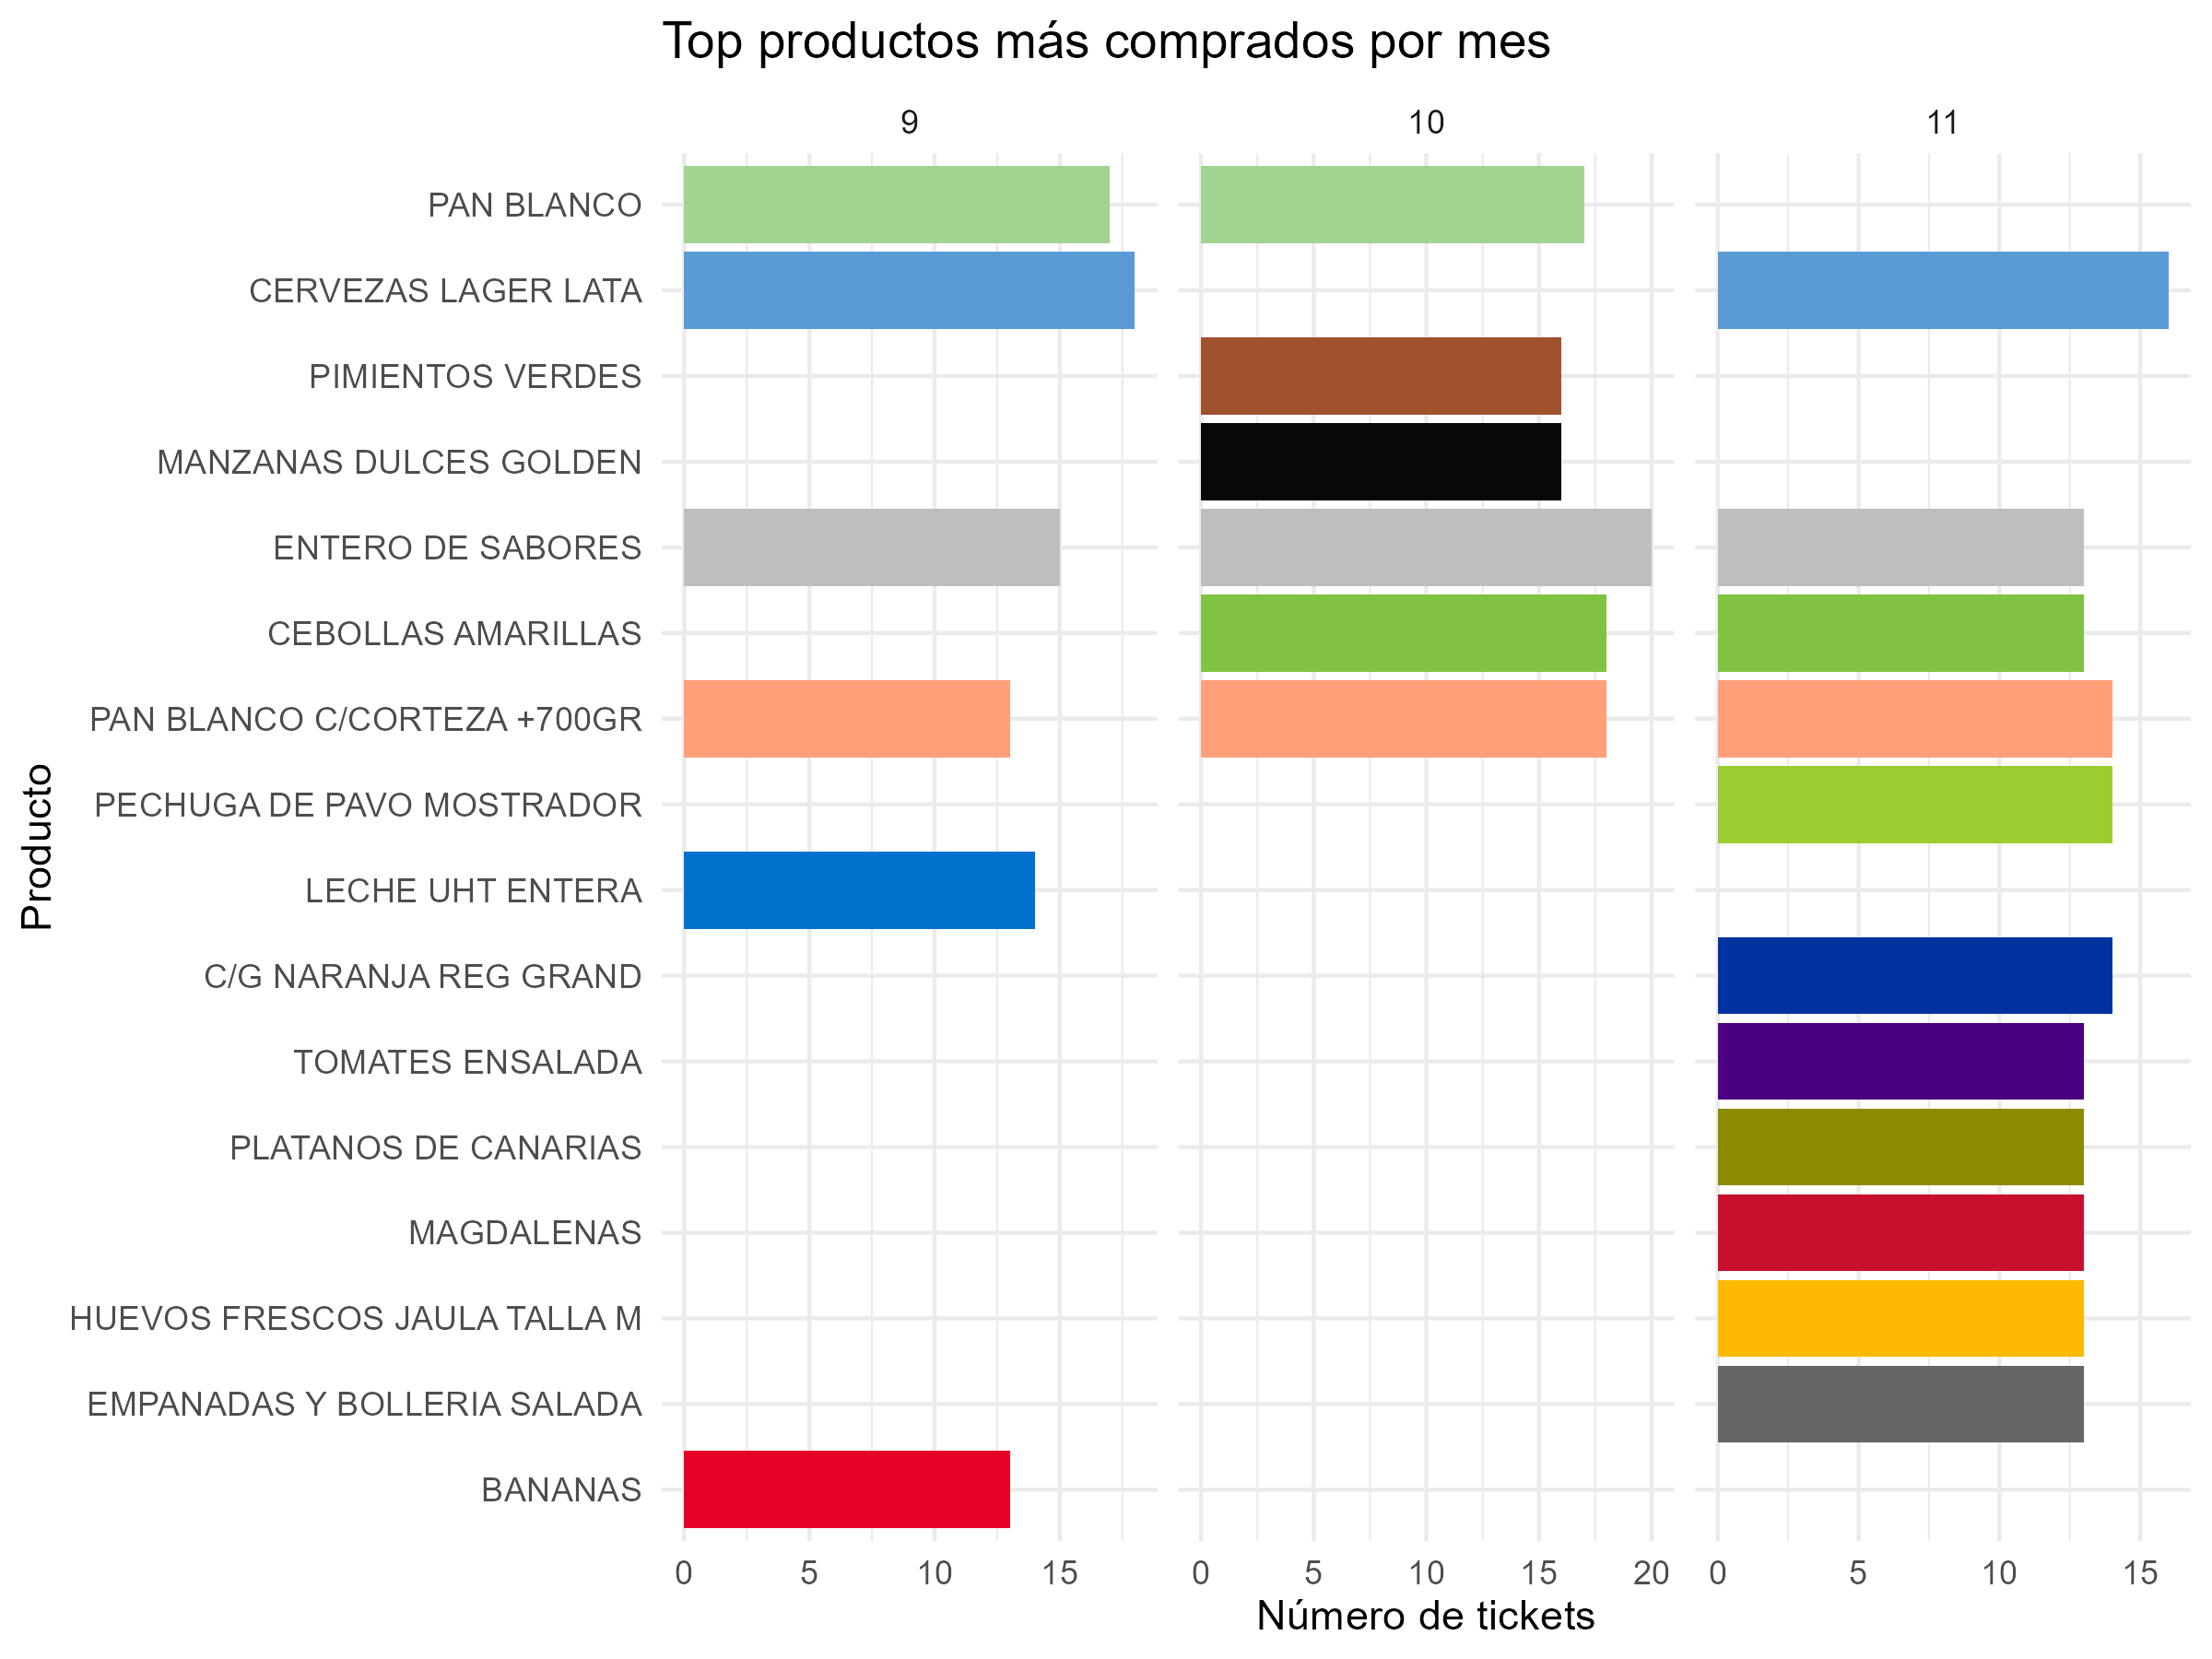 Top productos más comprados por mes
9 10 11
PAN BLANCO
CERVEZAS LAGER LATA
PIMIENTOS VERDES
MANZANAS DULCES GOLDEN
ENTERO DE SABORES
CEBOLLAS AMARILLAS
PAN BLANCO C/CORTEZA +700GR
PECHUGA DE PAVO MOSTRADOR
LECHE UHT ENTERA
C/G NARANJA REG GRAND
TOMATES ENSALADA
PLATANOS DE CANARIAS
MAGDALENAS
HUEVOS FRESCOS JAULA TALLA M
EMPANADAS Y BOLLERIA SALADA
BANANAS
Producto
0 5 10 15 0 5 10 15 20 0 5 10 15
Número de tickets